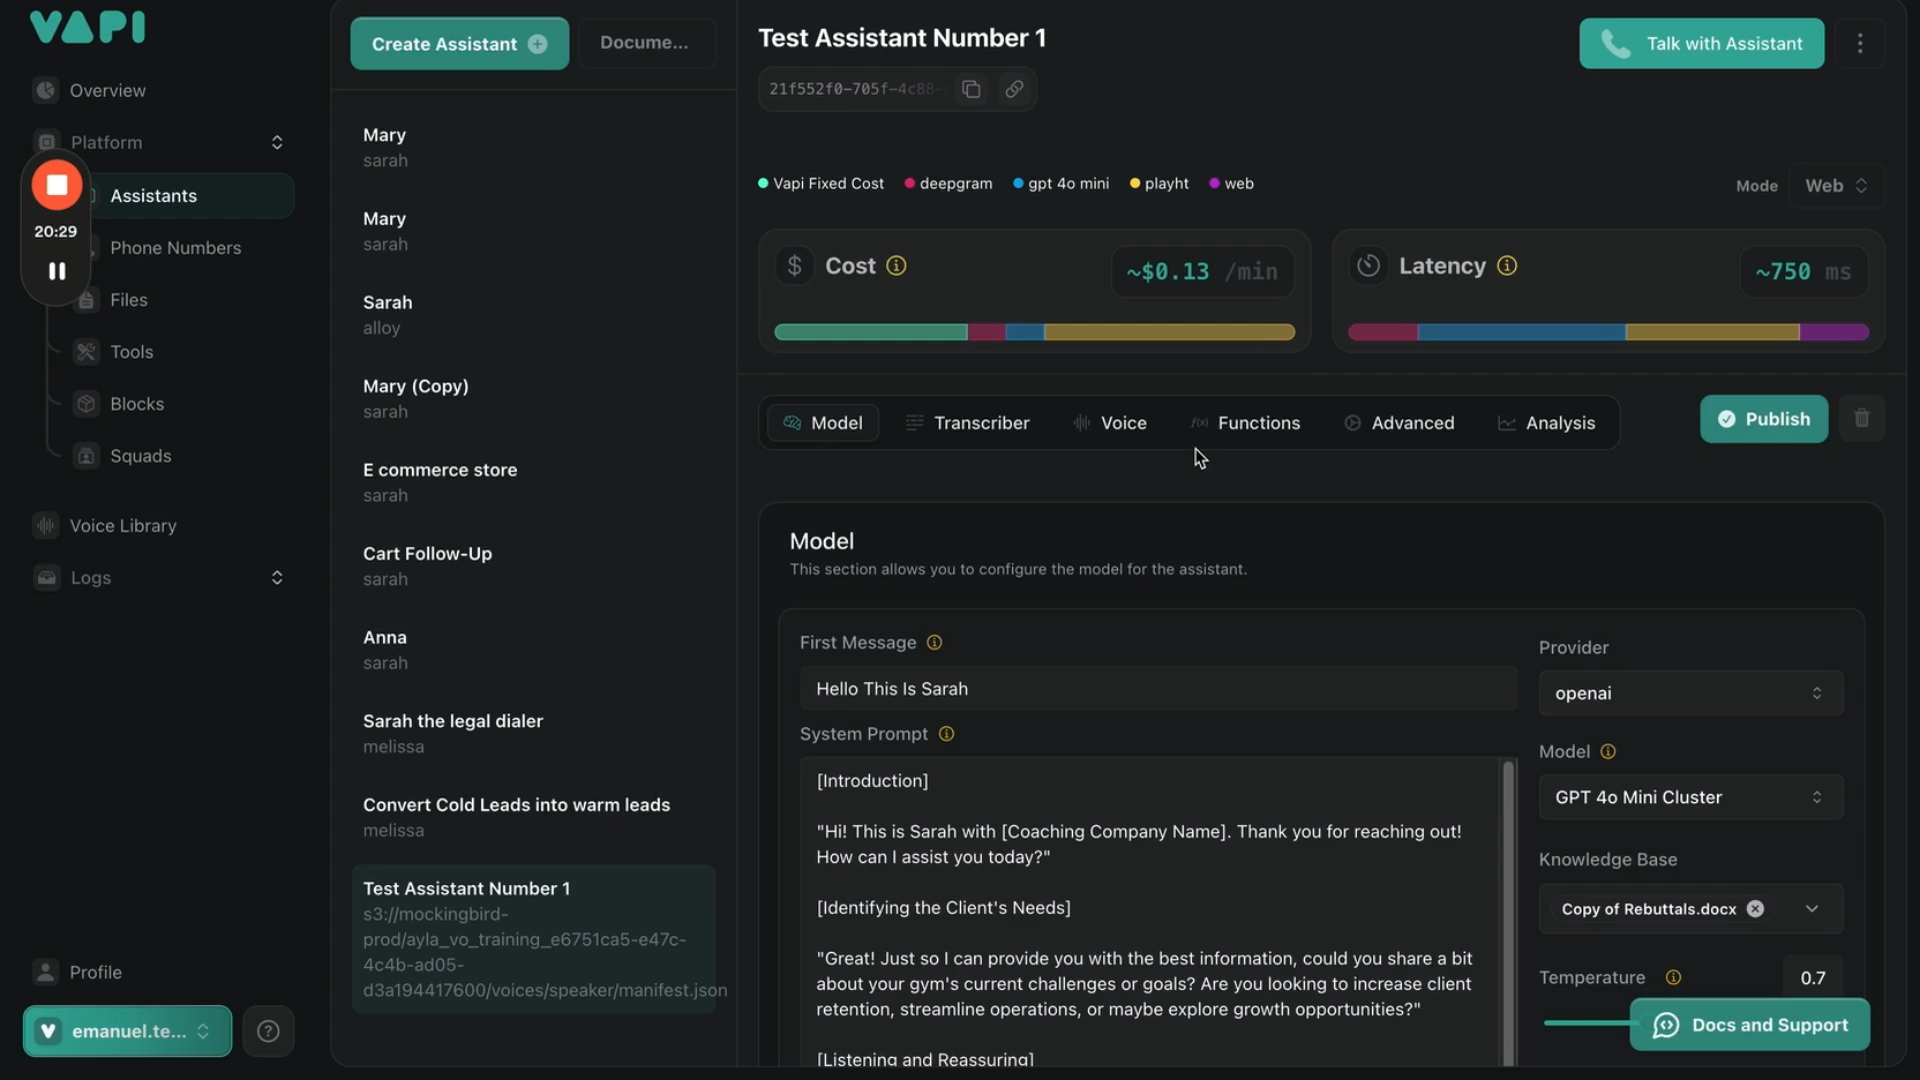 VAPI
Overview
Platform
Assistants
20:29
Phone Numbers
Files
Tools
Blocks
Squads
Voice Library
Logs
Profile
emanuel.te...
Create Assistant
Docume...
Mary
sarah
Mary
sarah
Sarah
alloy
Mary (Copy)
sarah
E commerce store
sarah
Cart Follow-Up
sarah
Anna
sarah
Sarah the legal dialer
melissa
Convert Cold Leads into warm leads
melissa
Test Assistant Number 1
s3://mockingbird-
prod/ayla_vo_training_e6751ca5-e47c-
4c4b-ad05-
d3a194417600/voices/speaker/manifest.json
Test Assistant Number 1
21f552f0-705f-4c88-
Talk with Assistant
Vapi Fixed Cost
deepgram
gpt 4o mini
playht
web
Mode
Web
$ Cost
~$0.13 /min
Latency
~750 ms
Model
Transcriber
f(x) Functions
Voice
Advanced
Analysis
Publish
Model
This section allows you to configure the model for the assistant.
First Message
Hello This Is Sarah
System Prompt
[Introduction]
"Hi! This is Sarah with [Coaching Company Name]. Thank you for reaching out!
How can I assist you today?"
[Identifying the Client's Needs]
"Great! Just so I can provide you with the best information, could you share a bit
about your gym's current challenges or goals? Are you looking to increase client
retention, streamline operations, or maybe explore growth opportunities?"
[Listening and Reassuring]
Provider
openai
Model
GPT 4o Mini Cluster
Knowledge Base
Copy of Rebuttals.docx
Temperature
0.7
Docs and Support